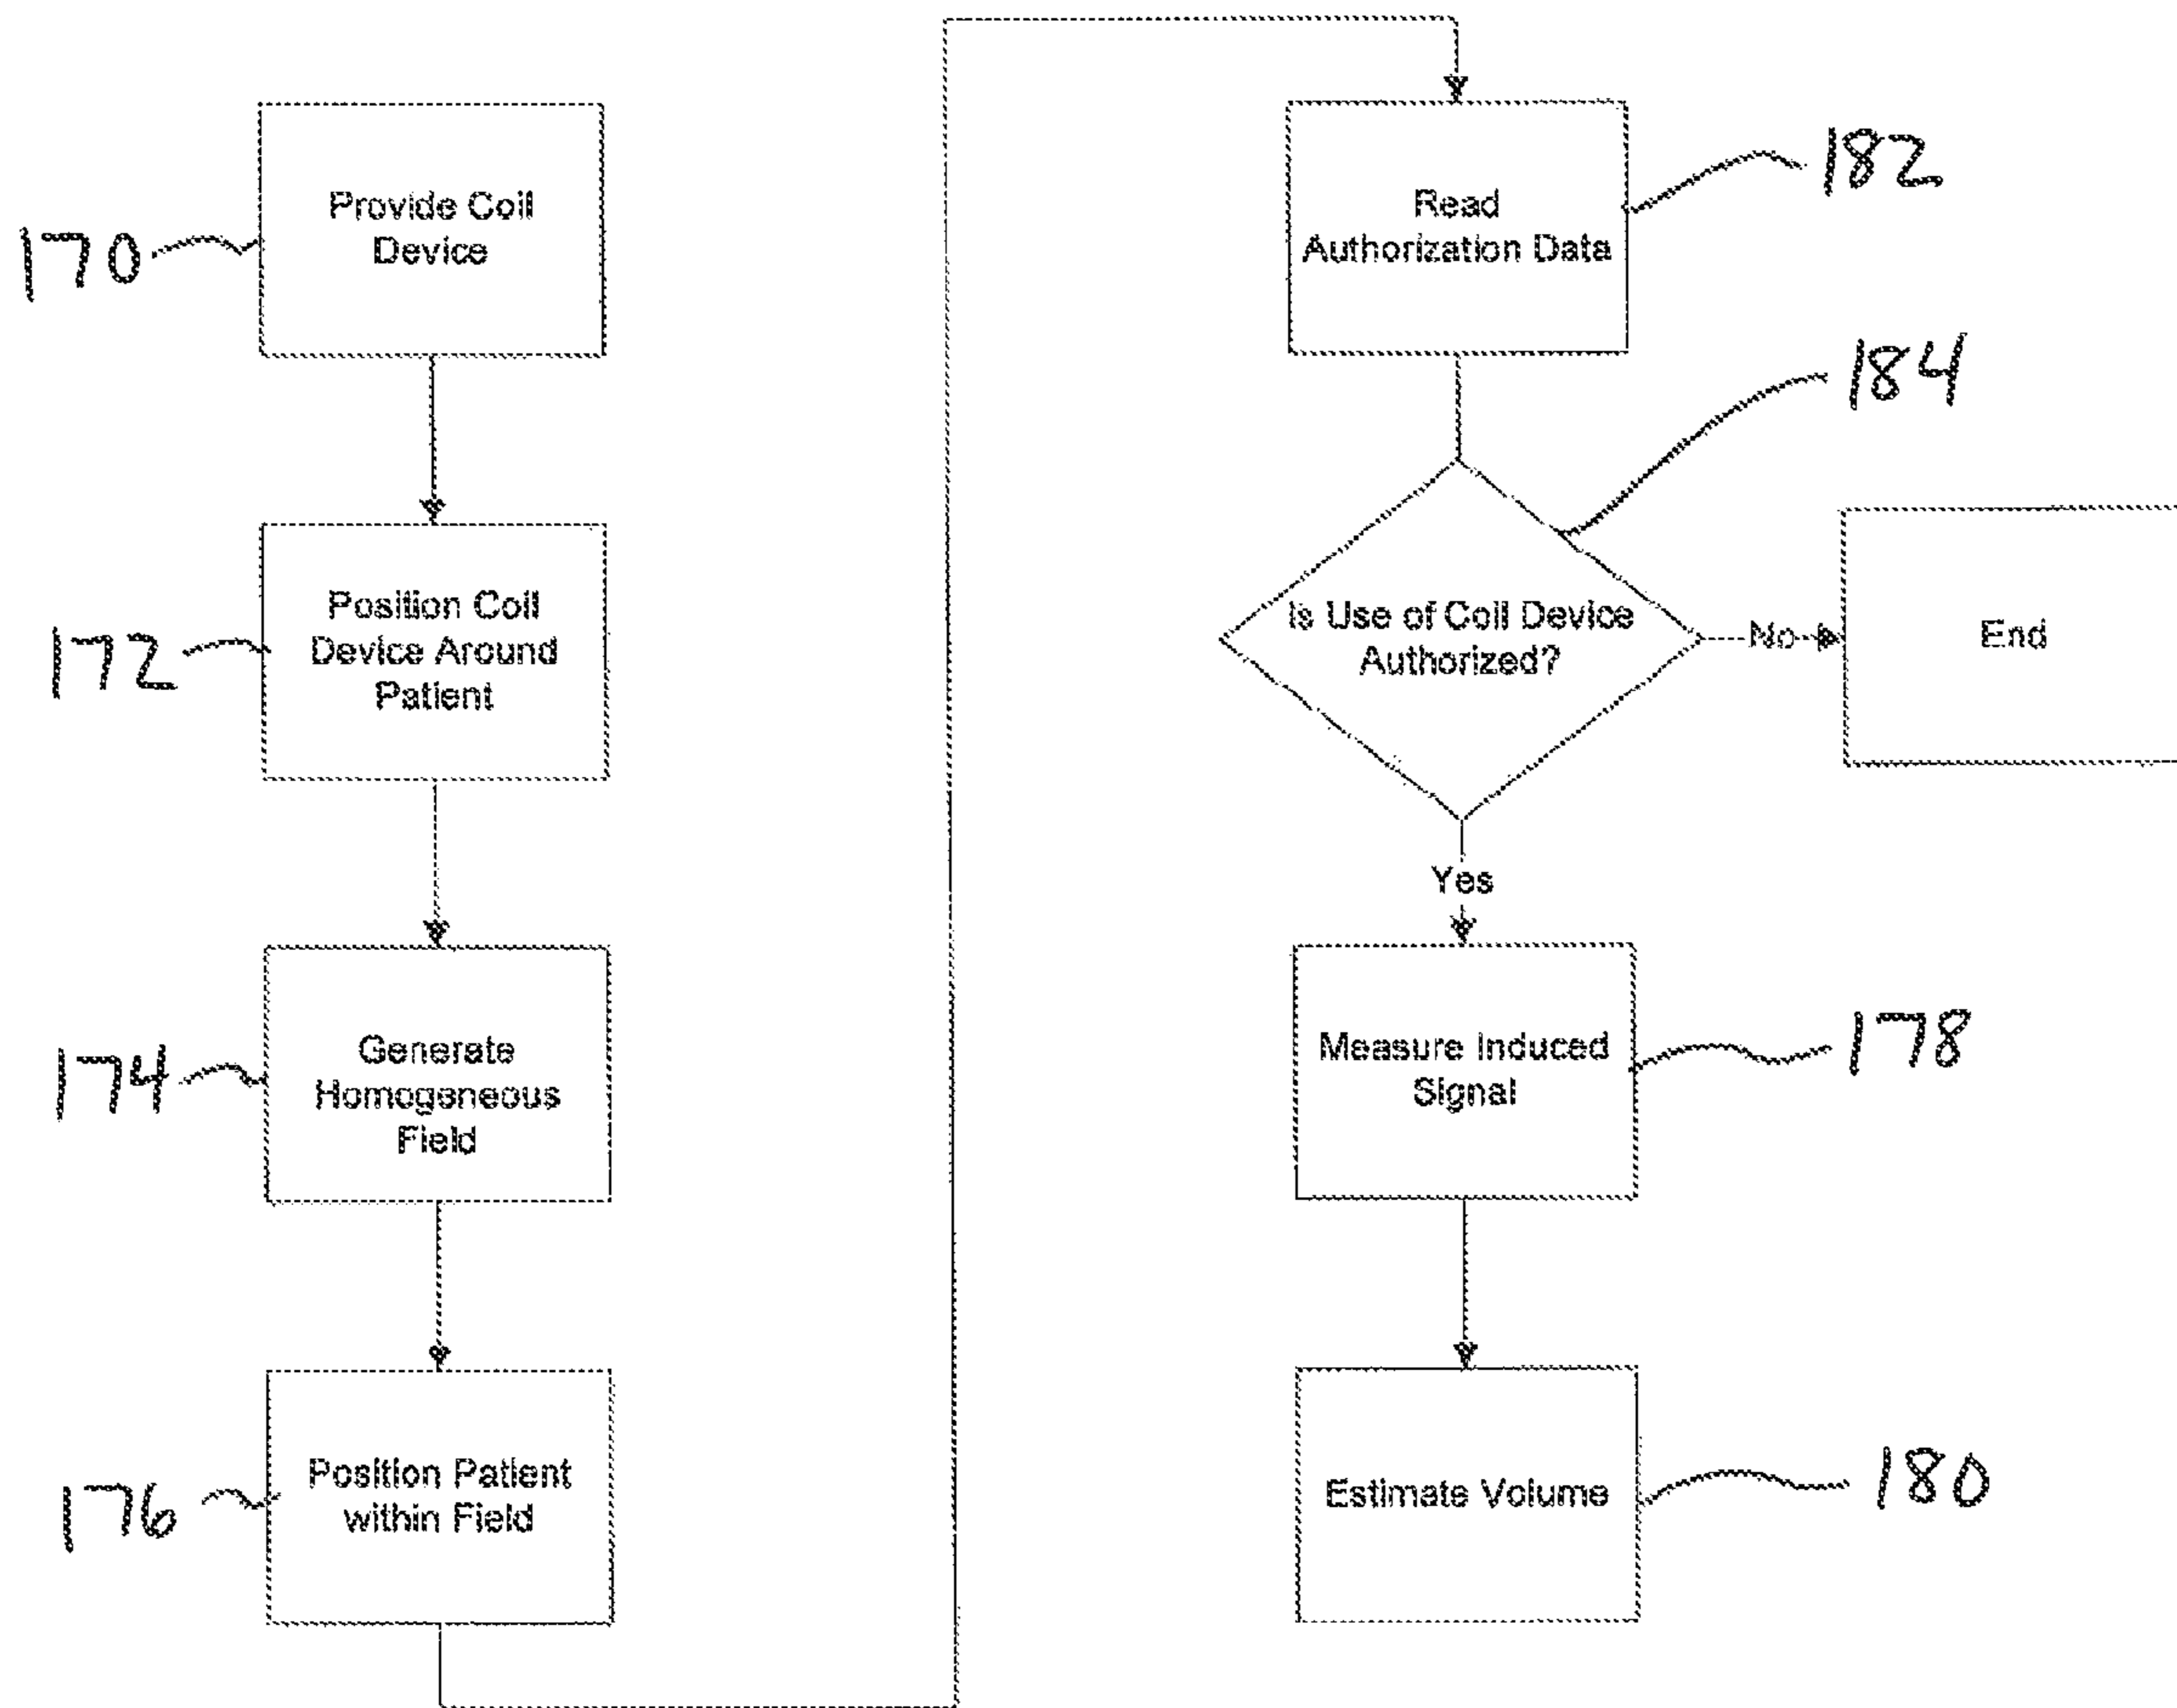 Provide Coil
Device
170
Position Coil
Device Around
Patient
172
Generate
Homogeneous
Field
174
Position Patient
within Field
176
Read
Authorization Data
182
184
Is Use of Coil Device
Authorized?
No
End
Yes
Measure Induced
Signal
178
Estimate Volume
180